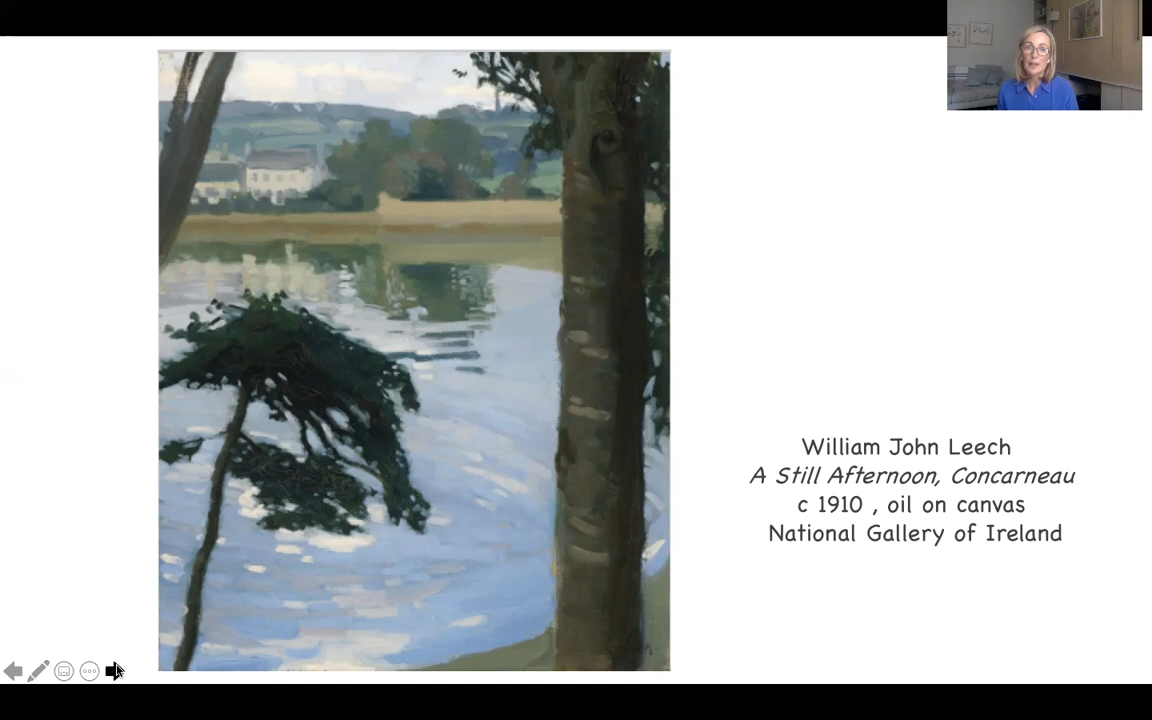 William John Leech
A Still Afternoon, Concarneau
c 1910 , oil on canvas
National Gallery of Ireland